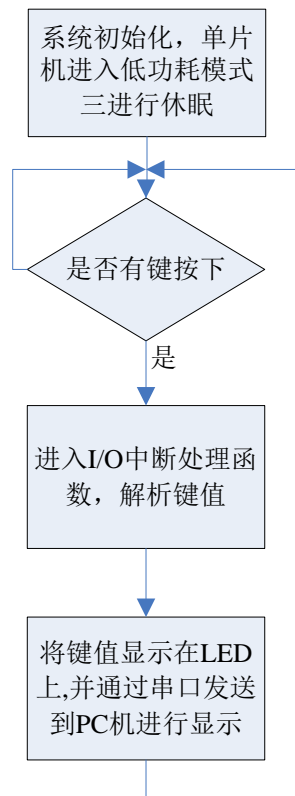 系统初始化，单片
机进入低功耗模式
三进行休眠
是否有键按下
是
进入I/O中断处理函
数，解析键值
将键值显示在LED
上,并通过串口发送
到PC机进行显示